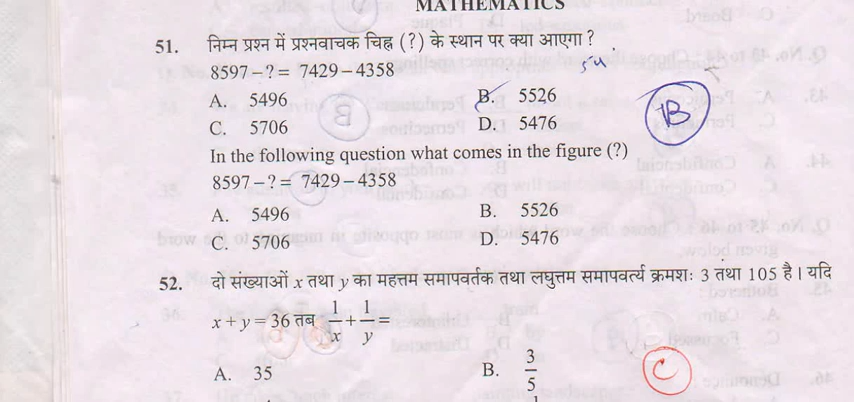 MATHEMATICS
51. निम्न प्रश्न में प्रश्नवाचक चिह्न (?) के स्थान पर क्या आएगा ?
8597 – ? = 7429 – 4358
A. 5496 B. 5526
C. 5706 D. 5476
B
In the following question what comes in the figure (?)
8597 – ? = 7429 – 4358
A. 5496 B. 5526
C. 5706 D. 5476
52. दो संख्याओं x तथा y का महत्तम समापवर्तक तथा लघुत्तम समापवर्त्य क्रमशः 3 तथा 105 है। यदि
x + y = 36 तब 1/x + 1/y =
A. 35 B. 3/5
C